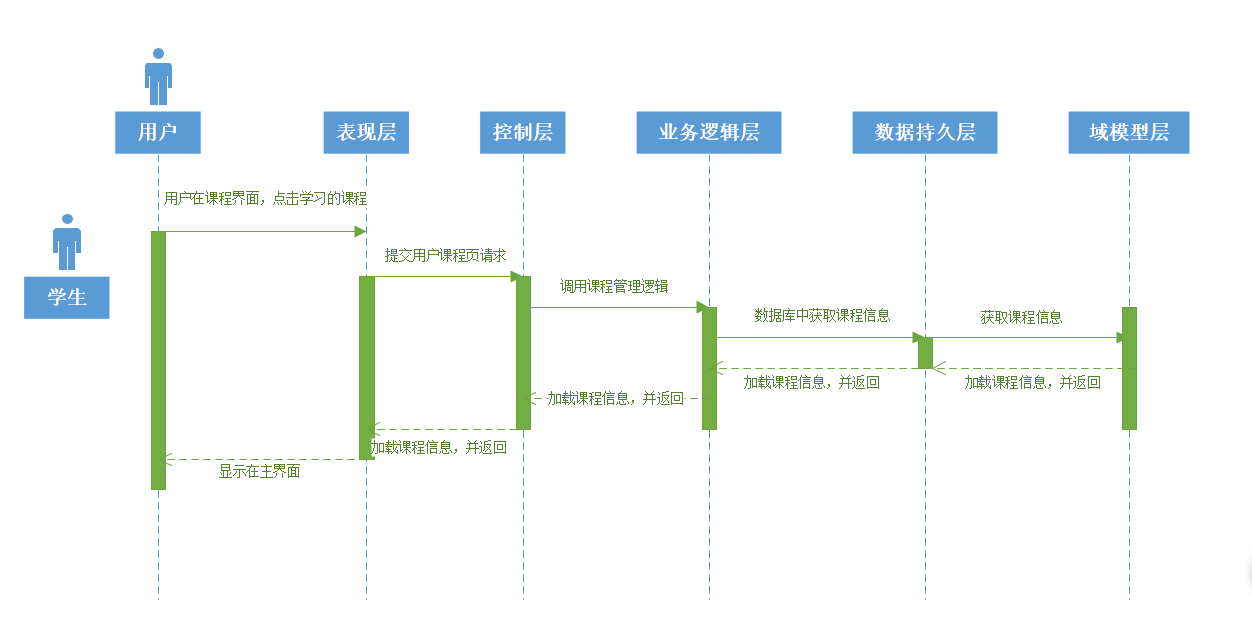 用户
表现层
控制层
业务逻辑层
数据持久层
域模型层
用户在课程界面，点击学习的课程
学生
提交用户课程页请求
调用课程管理逻辑
数据库中获取课程信息
获取课程信息
加载课程信息，并返回
加载课程信息，并返回
加载课程信息，并返回
加载课程信息，并返回
显示在主界面